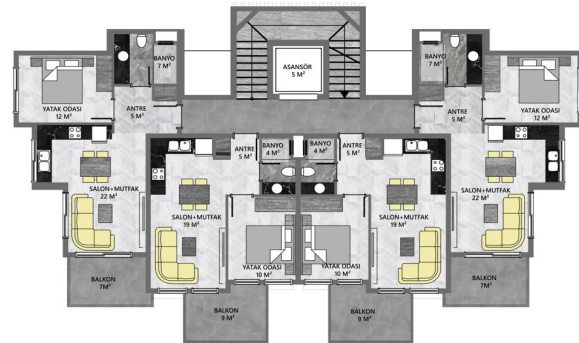 BANYO
7 M²
ASANSÖR
5 M²
BANYO
7 M²
YATAK ODASI
12 M²
ANTRE
5 M²
ANTRE
5 M²
YATAK ODASI
12 M²
ANTRE
5 M²
BANYO
4 M²
BANYO
4 M²
ANTRE
5 M²
SALON+MUTFAK
22 M²
SALON+MUTFAK
19 M²
SALON+MUTFAK
19 M²
SALON+MUTFAK
22 M²
YATAK ODASI
10 M²
YATAK ODASI
10 M²
BALKON
7M²
BALKON
7M²
BALKON
9 M²
BALKON
9 M²